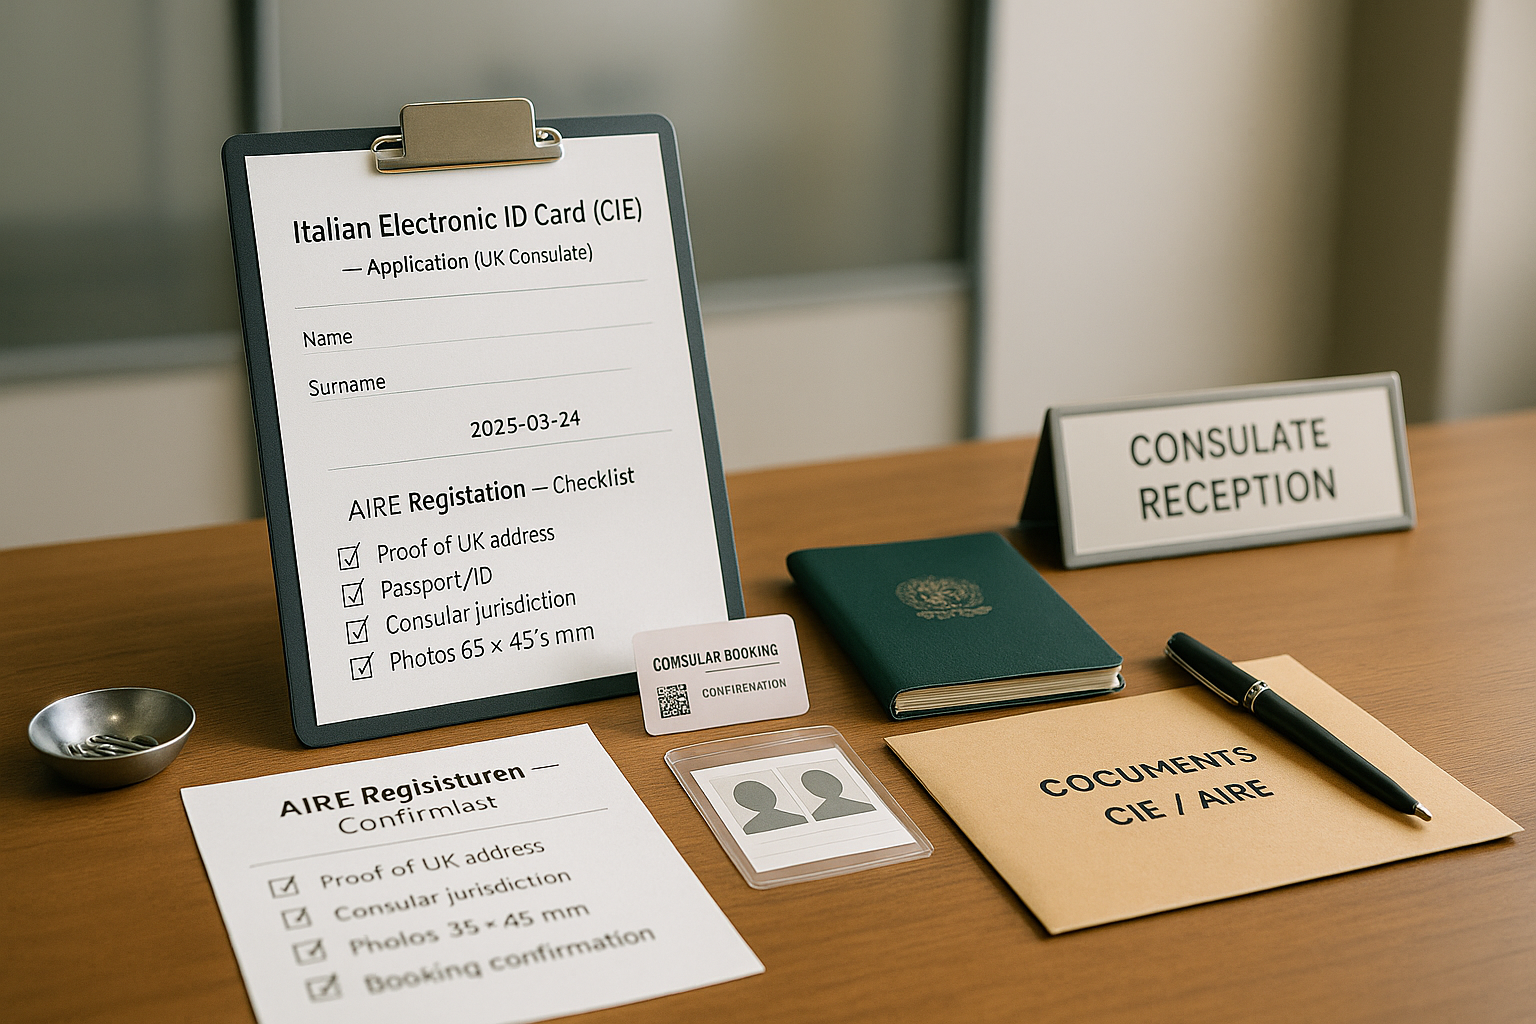 Italian Electronic ID Card (CIE)
— Application (UK Consulate)
Name
Surname
2025-03-24
AIRE Registation — Checklist
Proof of UK address
Passport/ID
Consular jurisdiction
Photos 65 × 45's mm
COMSULAR BOOKING
CONFIRENATION
CONSULATE
RECEPTION
COCUMENTS
CIE / AIRE
AIRE Regisisturen —
Confirmlast
Proof of UK address
Consular jurisdiction
Pholos 35 × 45 mm
Booking confirmation